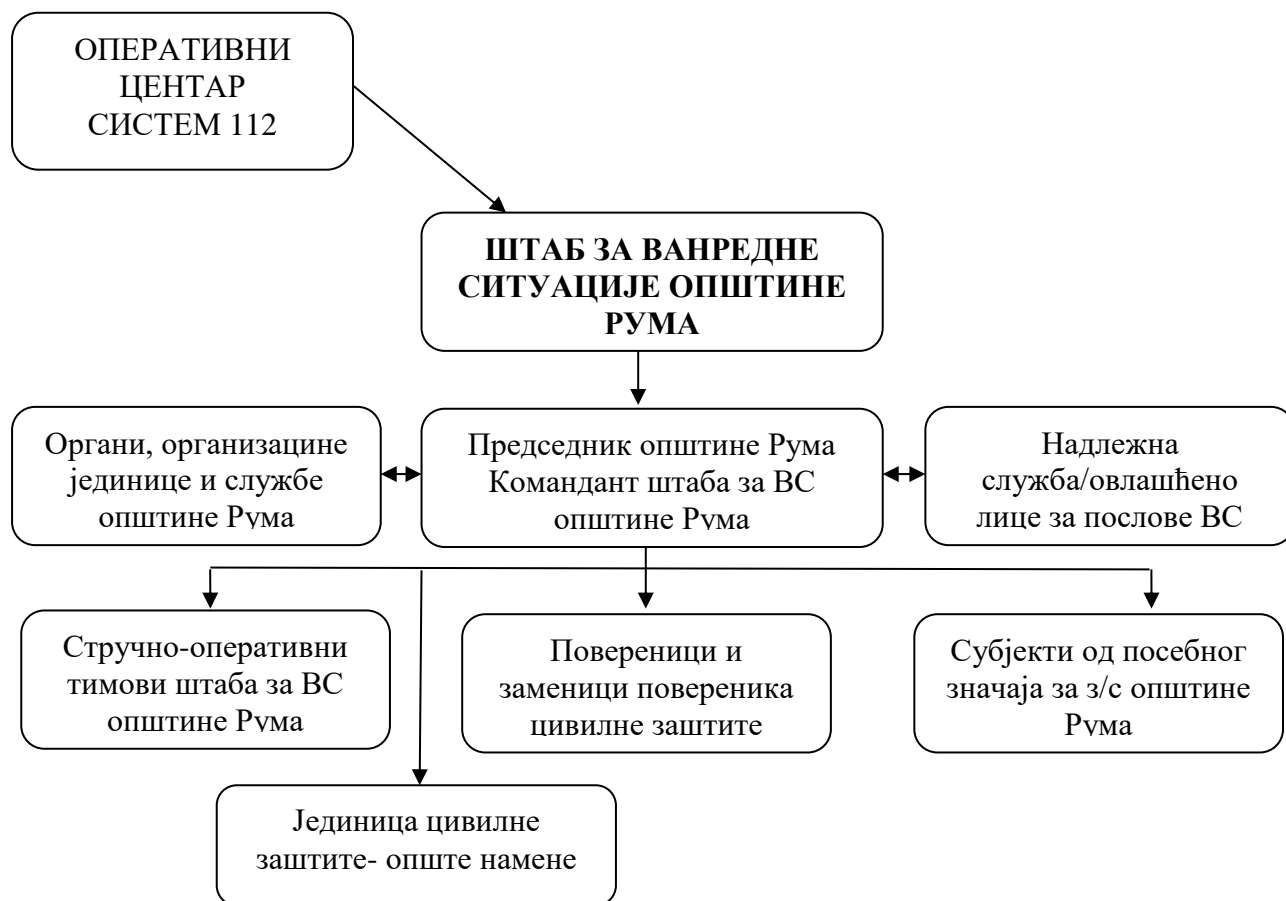 ОПЕРАТИВНИ
ЦЕНТАР
СИСТЕМ 112
ШТАБ ЗА ВАНРЕДНЕ
СИТУАЦИЈЕ ОПШТИНЕ
РУМА
Органи, организацине
јединице и службе
општине Рума
Председник општине Рума
Командант штаба за ВС
општине Рума
Надлежна
служба/овлашћено
лице за послове ВС
Стручно-оперативни
тимови штаба за ВС
општине Рума
Повереници и
заменици повереника
цивилне заштите
Субјекти од посебног
значаја за з/с општине
Рума
Јединица цивилне
заштите- опште намене